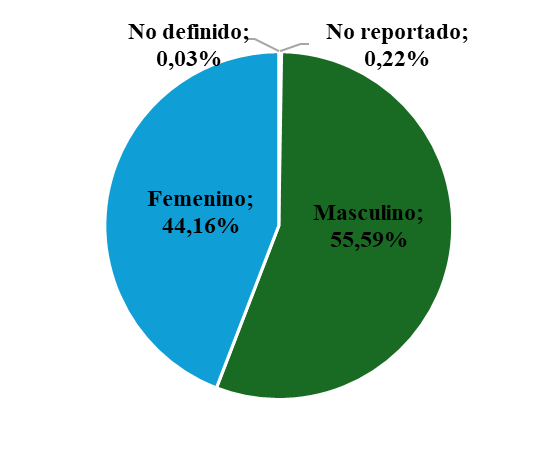 No definido;
0,03%
No reportado;
0,22%
Femenino;
44,16%
Masculino;
55,59%